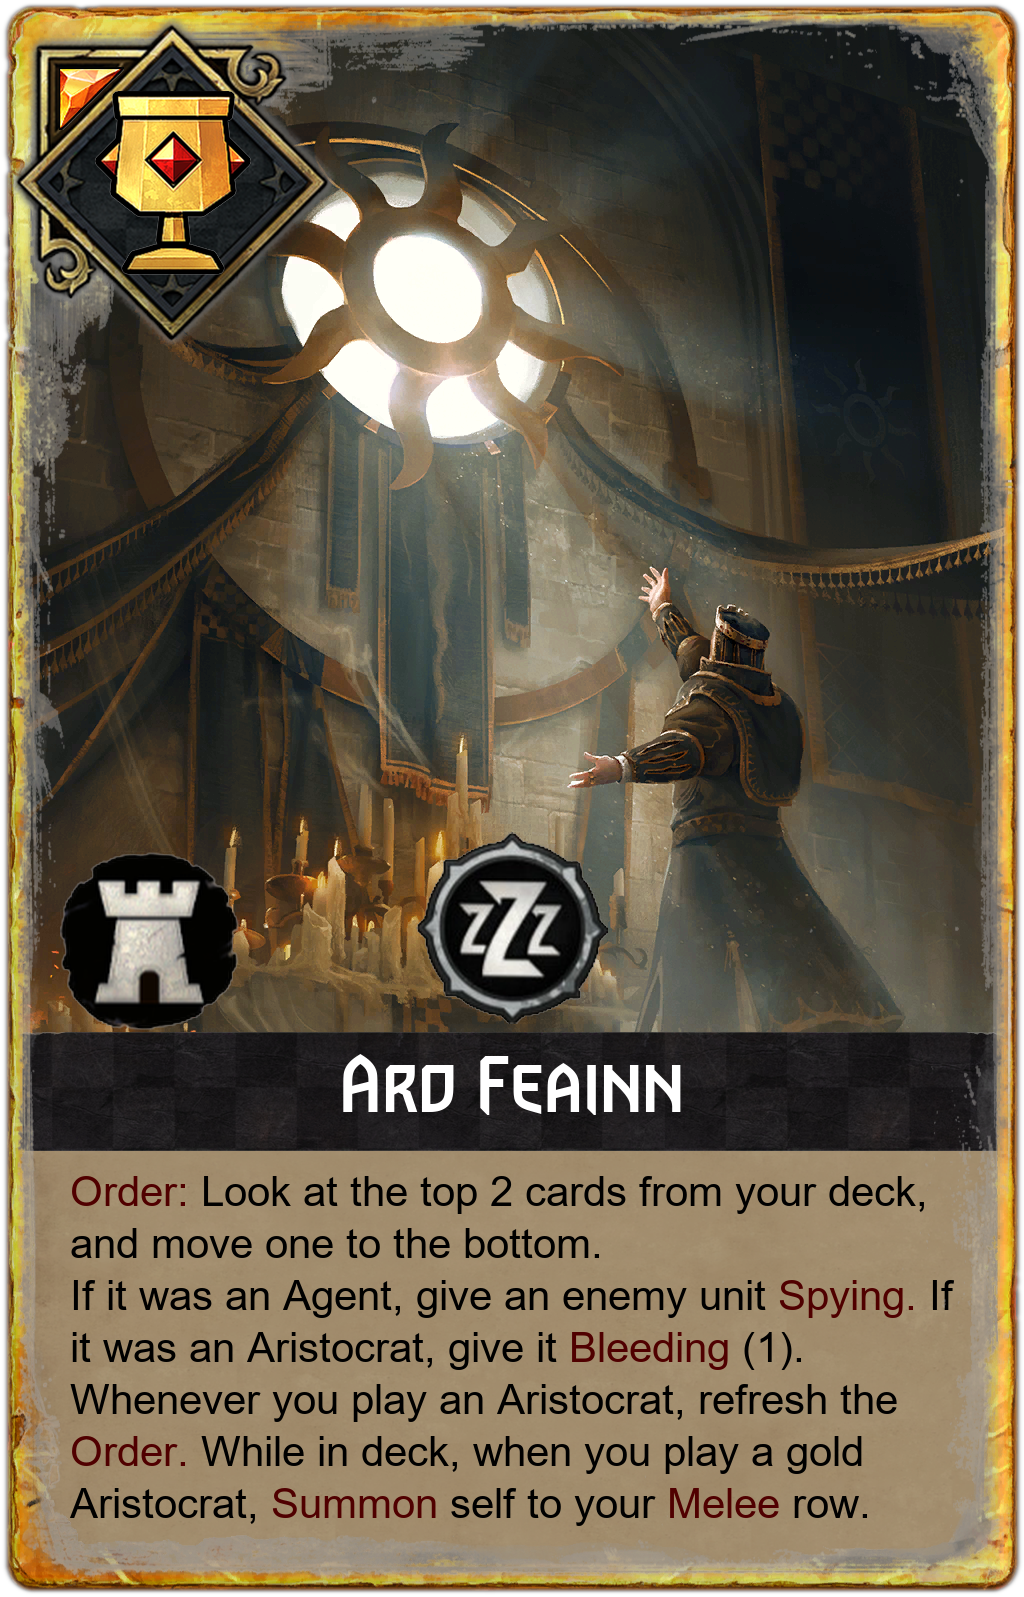 zZz
Ard Feainn
Order: Look at the top 2 cards from your deck,
and move one to the bottom.
If it was an Agent, give an enemy unit Spying. If
it was an Aristocrat, give it Bleeding (1).
Whenever you play an Aristocrat, refresh the
Order. While in deck, when you play a gold
Aristocrat, Summon self to your Melee row.